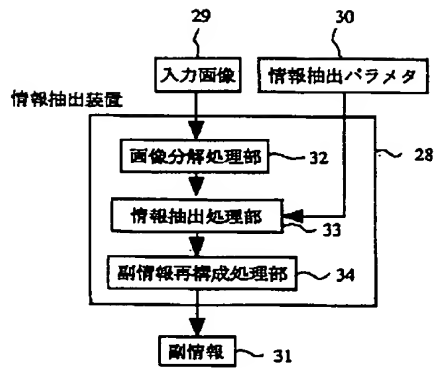 29
30
入力画像
情報抽出パラメタ
情報抽出装置
画像分解処理部
32
28
情報抽出処理部
33
副情報再構成処理部
34
副情報
31